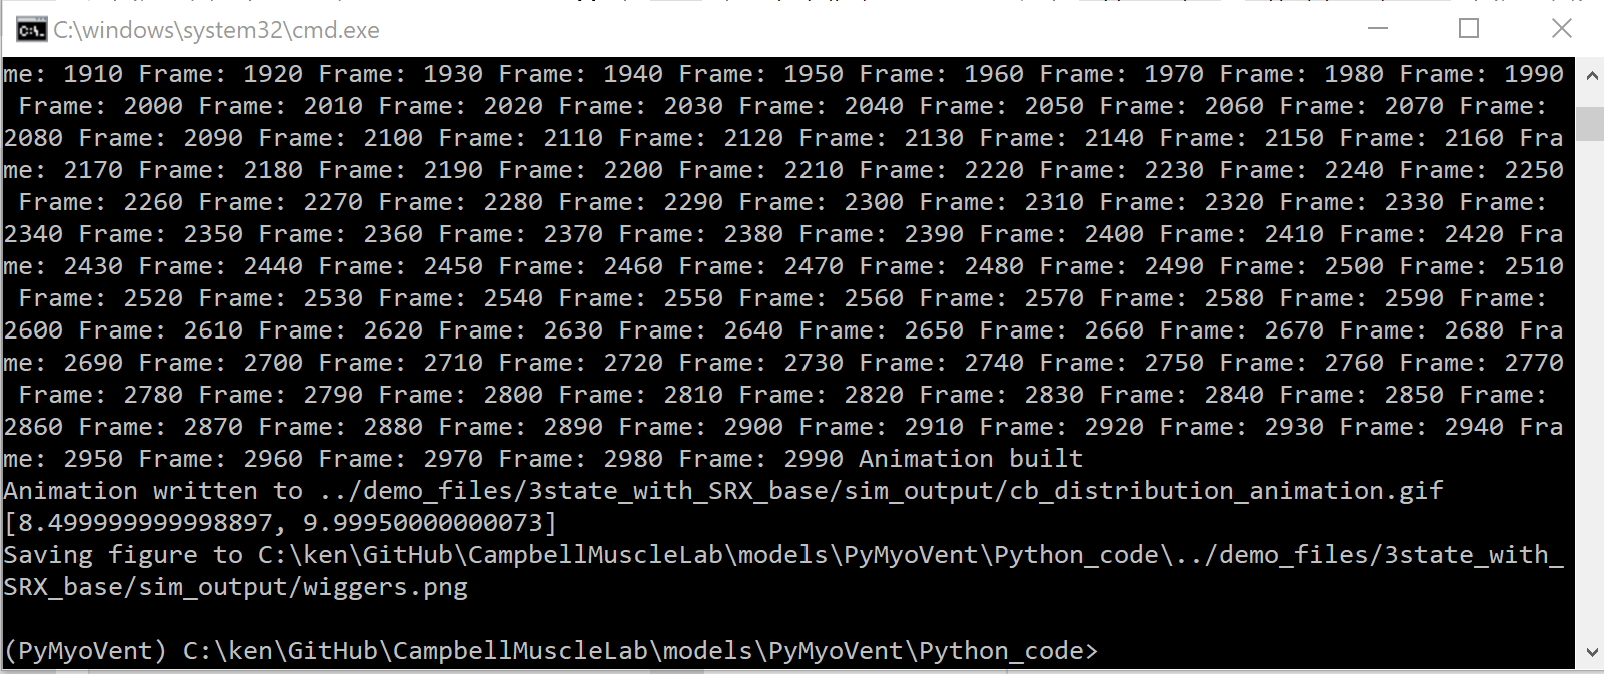 C:\windows\system32\cmd.exe
me: 1910 Frame: 1920 Frame: 1930 Frame: 1940 Frame: 1950 Frame: 1960 Frame: 1970 Frame: 1980 Frame: 1990
Frame: 2000 Frame: 2010 Frame: 2020 Frame: 2030 Frame: 2040 Frame: 2050 Frame: 2060 Frame: 2070 Frame:
2080 Frame: 2090 Frame: 2100 Frame: 2110 Frame: 2120 Frame: 2130 Frame: 2140 Frame: 2150 Frame: 2160 Fra
me: 2170 Frame: 2180 Frame: 2190 Frame: 2200 Frame: 2210 Frame: 2220 Frame: 2230 Frame: 2240 Frame: 2250
Frame: 2260 Frame: 2270 Frame: 2280 Frame: 2290 Frame: 2300 Frame: 2310 Frame: 2320 Frame: 2330 Frame:
2340 Frame: 2350 Frame: 2360 Frame: 2370 Frame: 2380 Frame: 2390 Frame: 2400 Frame: 2410 Frame: 2420 Fra
me: 2430 Frame: 2440 Frame: 2450 Frame: 2460 Frame: 2470 Frame: 2480 Frame: 2490 Frame: 2500 Frame: 2510
Frame: 2520 Frame: 2530 Frame: 2540 Frame: 2550 Frame: 2560 Frame: 2570 Frame: 2580 Frame: 2590 Frame:
2600 Frame: 2610 Frame: 2620 Frame: 2630 Frame: 2640 Frame: 2650 Frame: 2660 Frame: 2670 Frame: 2680 Fra
me: 2690 Frame: 2700 Frame: 2710 Frame: 2720 Frame: 2730 Frame: 2740 Frame: 2750 Frame: 2760 Frame: 2770
Frame: 2780 Frame: 2790 Frame: 2800 Frame: 2810 Frame: 2820 Frame: 2830 Frame: 2840 Frame: 2850 Frame:
2860 Frame: 2870 Frame: 2880 Frame: 2890 Frame: 2900 Frame: 2910 Frame: 2920 Frame: 2930 Frame: 2940 Fra
me: 2950 Frame: 2960 Frame: 2970 Frame: 2980 Frame: 2990 Animation built
Animation written to ../demo_files/3state_with_SRX_base/sim_output/cb_distribution_animation.gif
[8.499999999998897, 9.99950000000073]
Saving figure to C:\ken\GitHub\CampbellMuscleLab\models\PyMyoVent\Python_code\../demo_files/3state_with_
SRX_base/sim_output/wiggers.png
(PyMyoVent) C:\ken\GitHub\CampbellMuscleLab\models\PyMyoVent\Python_code>